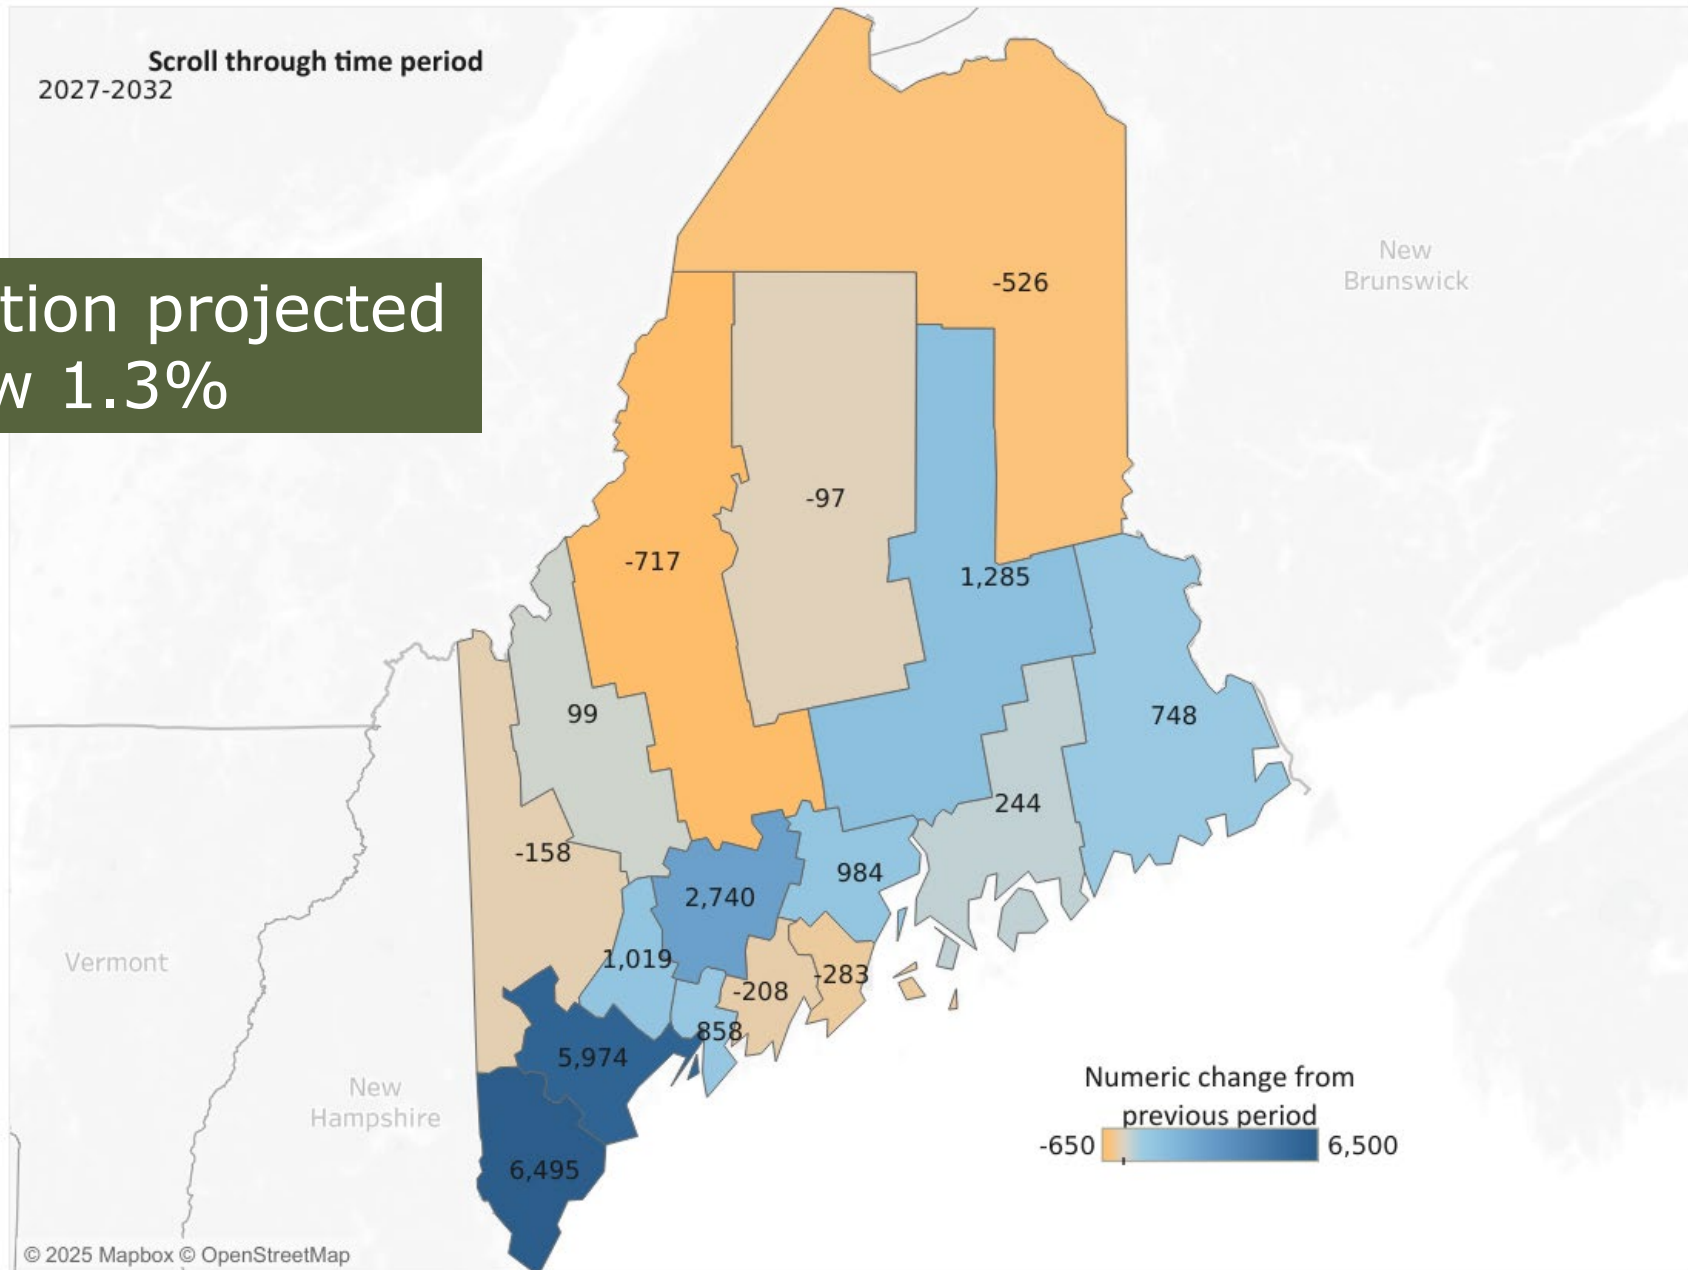 Scroll through time period
2027-2032
tion projected
w 1.3%
New
Brunswick
-526
-97
-717
1,285
99
748
244
-158
984
2,740
1,019
-283
-208
858
5,974
6,495
Vermont
New
Hampshire
Numeric change from
previous period
-650
6,500
© 2025 Mapbox © OpenStreetMap